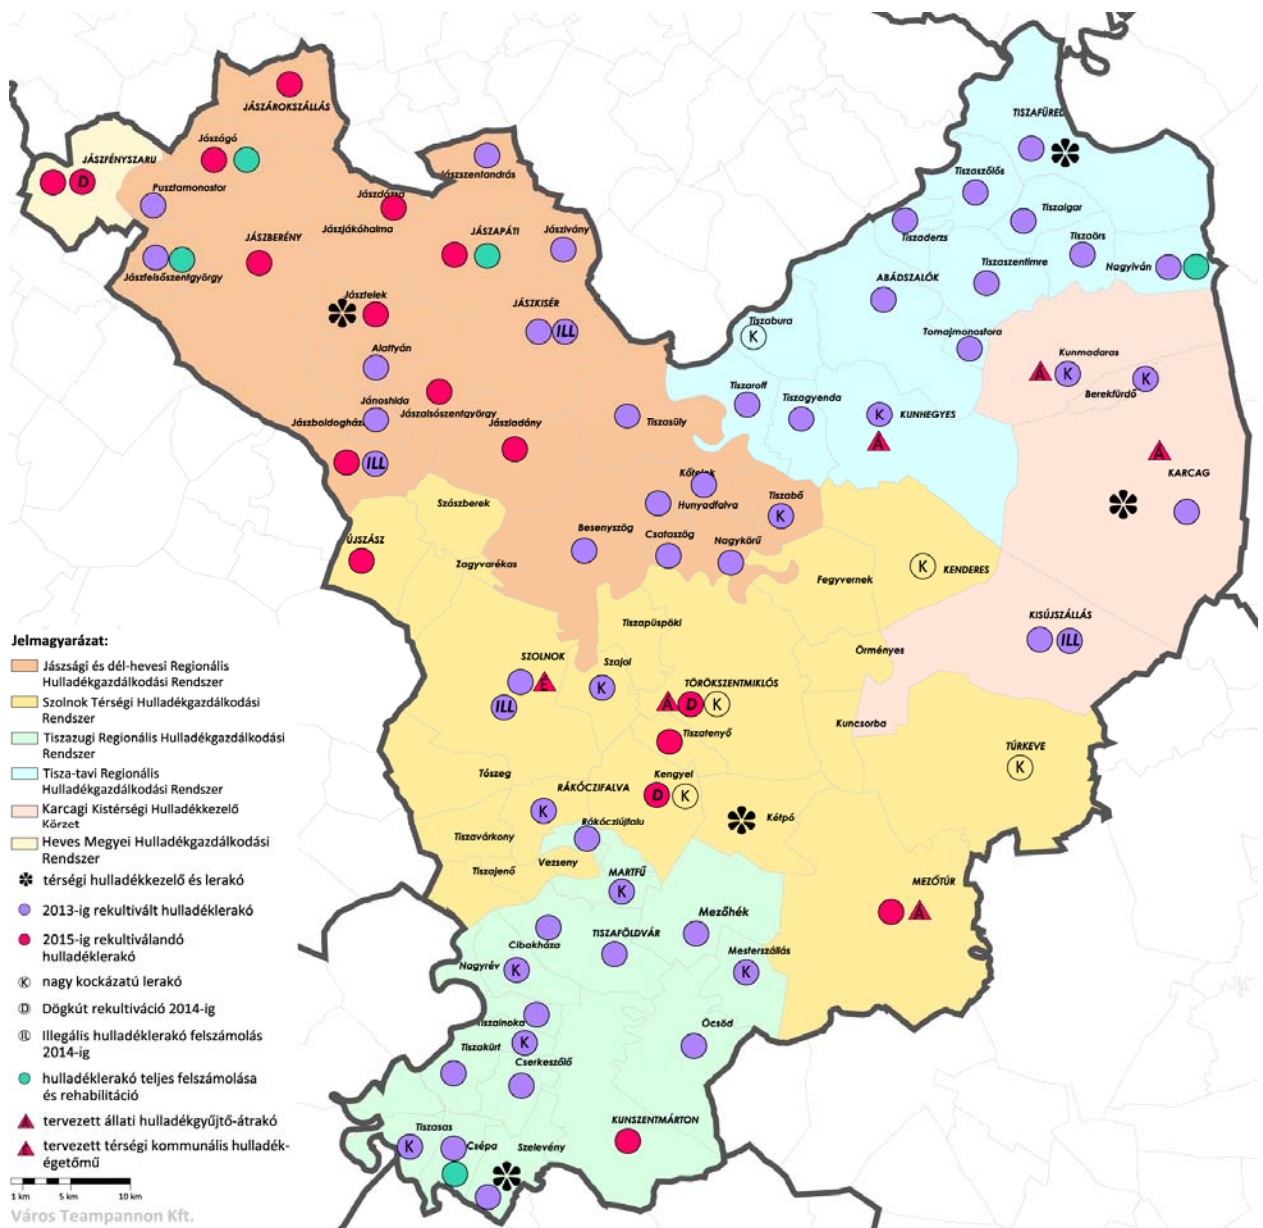 JÁSZÁROKSZÁLLÁS
Jászágó
JÁSZFÉNYSZARU
D
Pusztamonostor
Jászszentandrás
Jászdózsa
Jászjákóhalma
JÁSZBERÉNY
JÁSZAPÁTI
Jászivány
Jászfelsőszentgyörgy
Jásztelek
JÁSZKISÉR
ILL
Alattyán
Jánoshida
Jászalsószentgyörgy
Jászboldogháza
ILL
Jászladány
Tiszasüly
Kőtelek
Hunyadfalva
Tiszabő
K
Besenyszög
Csataszög
Nagykörű
TISZAFÜRED
Tiszaszőlős
Tiszaigar
Tiszaderzs
Tiszaörs
Tiszaszentimre
Nagyiván
ABÁDSZALÓK
Tiszabura
K
Tomajmonostora
Tiszaroff
Tiszagyenda
K
KUNHEGYES
A
Kunmadaras
A
K
K
Berekfürdő
A
KARCAG
Szászberek
ÚJSZÁSZ
Zagyvarékas
Fegyvernek
K
KENDERES
KISÚJSZÁLLÁS
ILL
Tiszapüspöki
Örményes
SZOLNOK
É
ILL
Szajol
K
TÖRÖKSZENTMIKLÓS
A
D
K
Tiszatenyő
Kuncsorba
TÚRKEVE
K
Tószeg
RÁKÓCZIFALVA
K
Kengyel
D
K
Kétpó
Rákócziújfalu
Tiszavárkony
Vezseny
Tiszajenő
MARTFŰ
K
MEZŐTÚR
A
Mezőhék
Cibakháza
TISZAFÖLDVÁR
Mesterszállás
K
Nagyrév
K
Tiszainoka
K
Öcsöd
Tiszakürt
Cserkeszőlő
Tiszasas
K
Csépa
Szelevény
KUNSZENTMÁRTON
Jelmagyarázat:
Jászsági és dél-hevesi Regionális
Hulladékgazdálkodási Rendszer
Szolnok Térségi Hulladékgazdálkodási
Rendszer
Tiszazugi Regionális Hulladékgazdálkodási
Rendszer
Tisza-tavi Regionális
Hulladékgazdálkodási Rendszer
Karcagi Kistérségi Hulladékkezelő
Körzet
Heves Megyei Hulladékgazdálkodási
Rendszer
térségi hulladékkezelő és lerakó
2013-ig rekultivált hulladéklerakó
2015-ig rekultiválandó
hulladéklerakó
K nagy kockázatú lerakó
D Dögkút rekultiváció 2014-ig
ILL Illegális hulladéklerakó felszámolás
2014-ig
hulladéklerakó teljes felszámolása
és rehabilitáció
A tervezett állati hulladékgyűjtő-átrakó
É tervezett térségi kommunális hulladék-
égetőmű
1 km 5 km 10 km
Város Teampannon Kft.